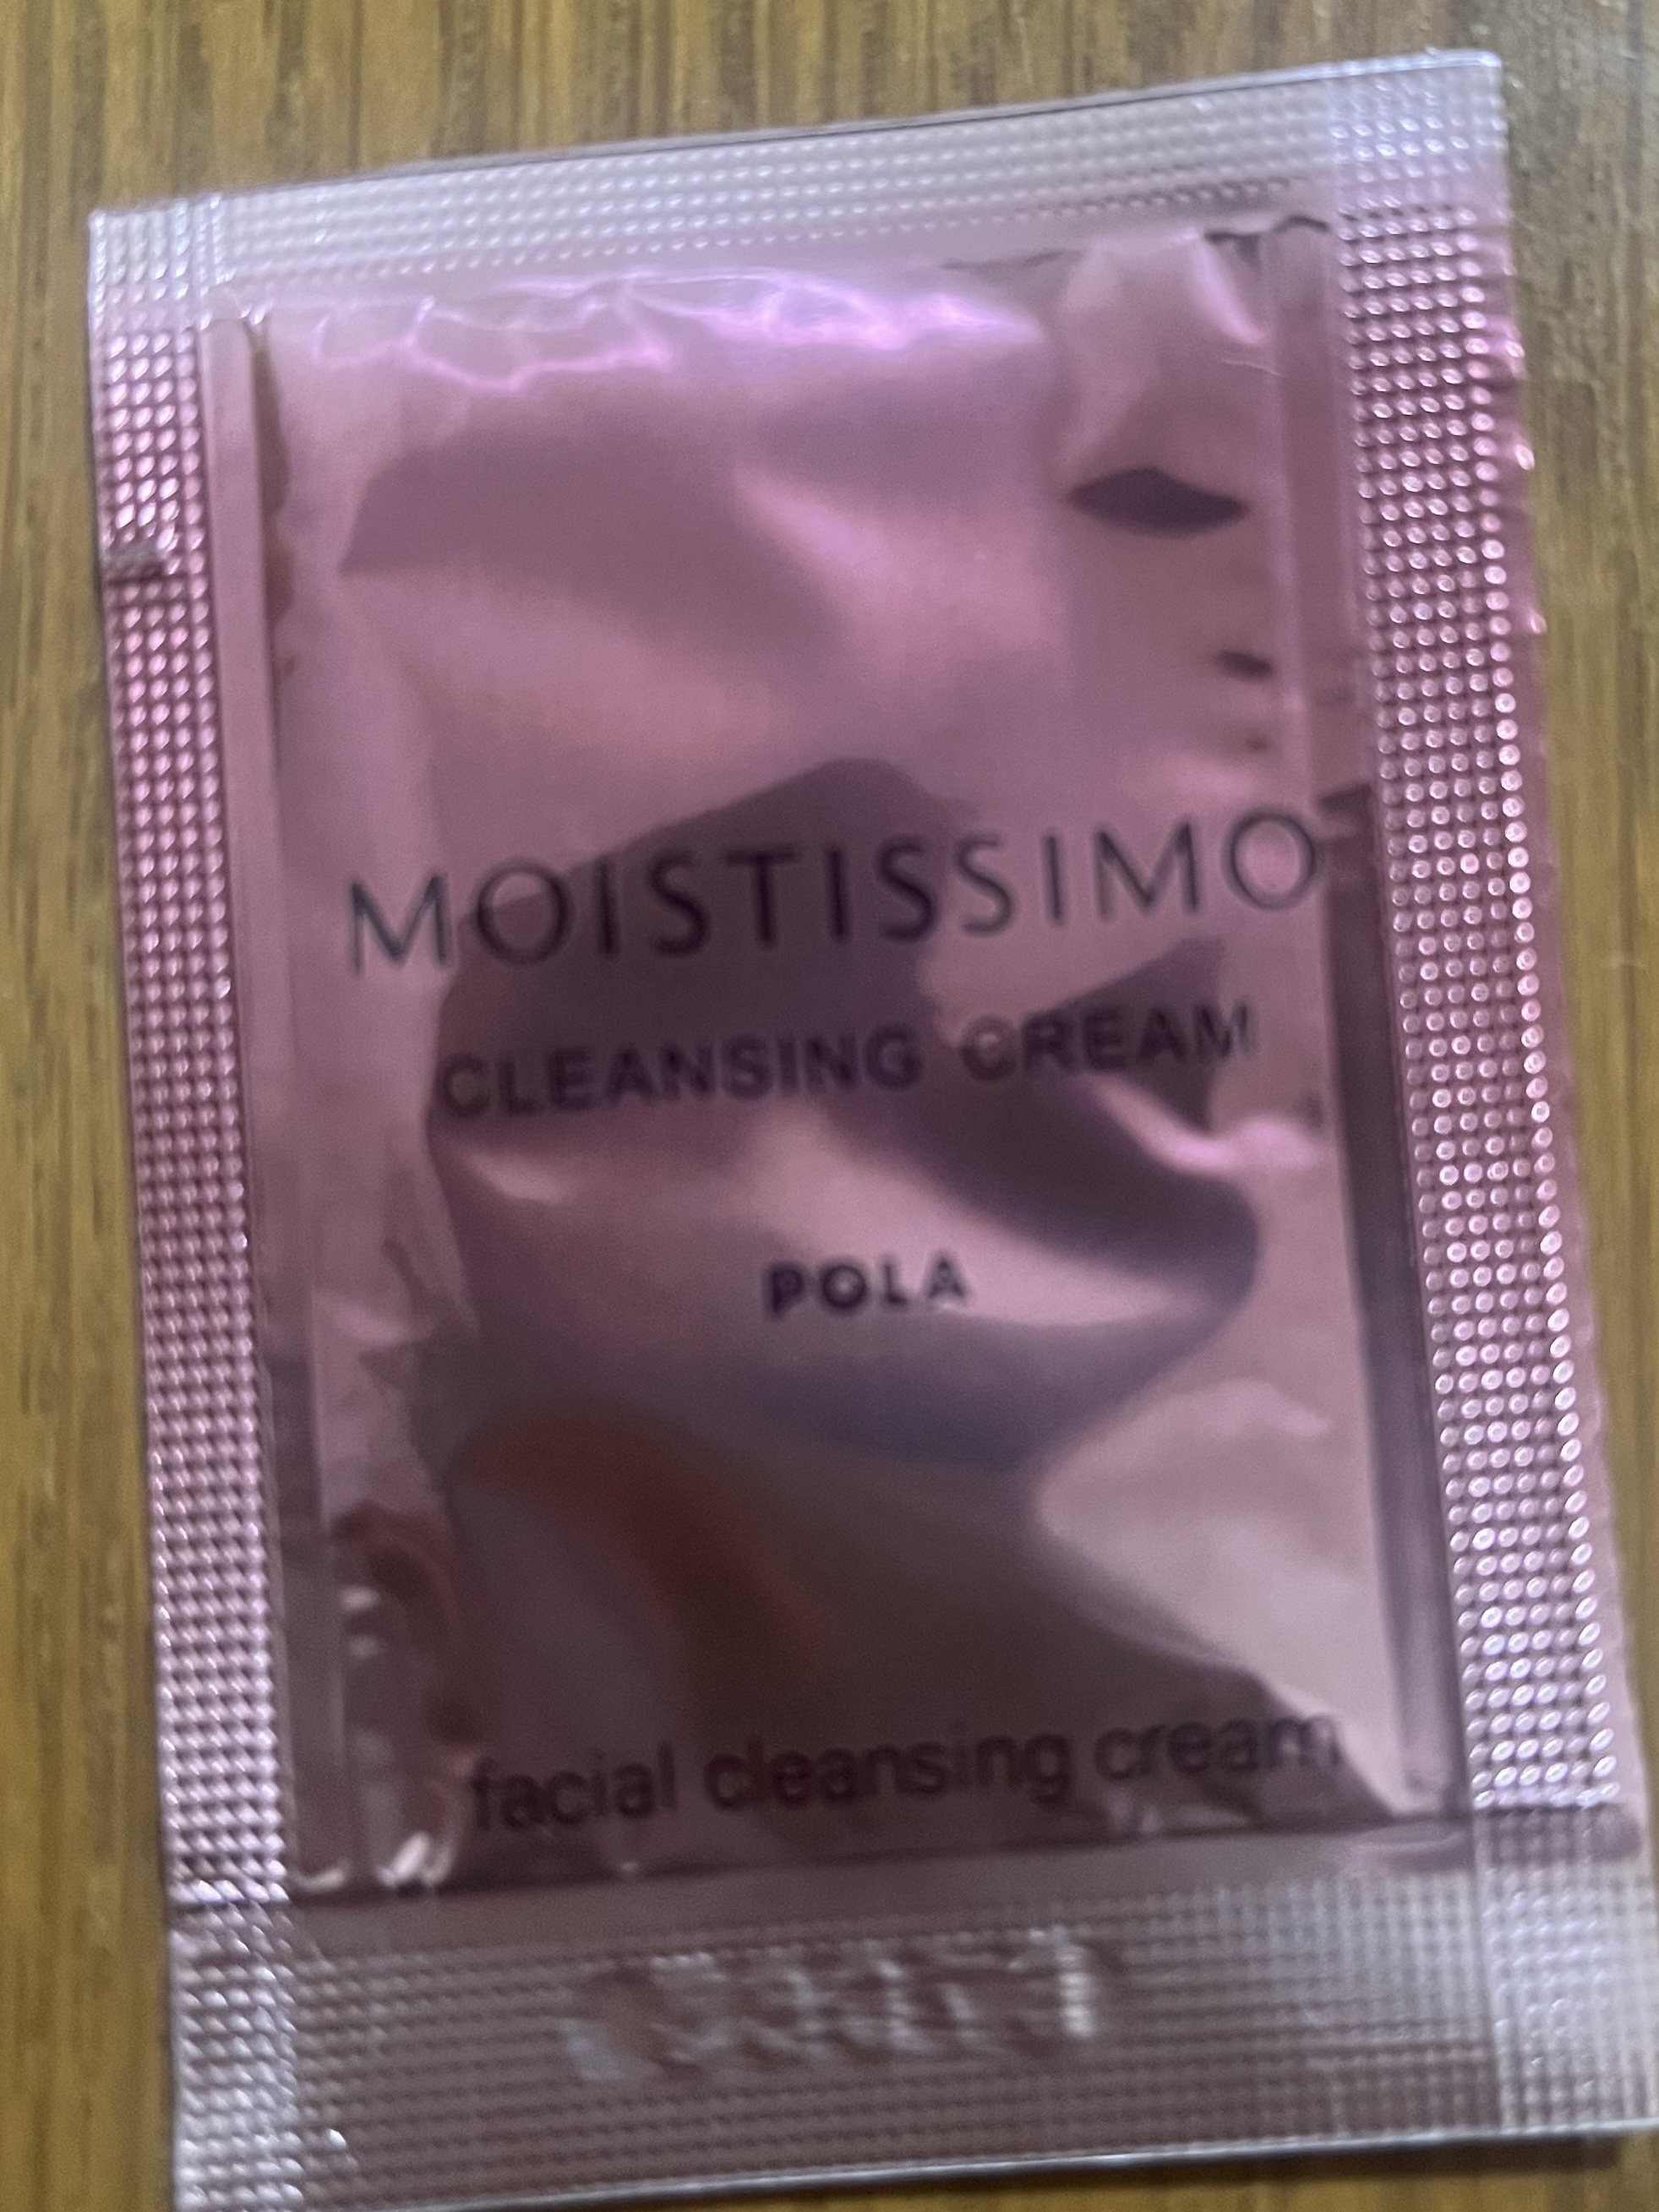 MOISTISSIMO
CLEANSING CREAM
POLA
facial cleansing cream